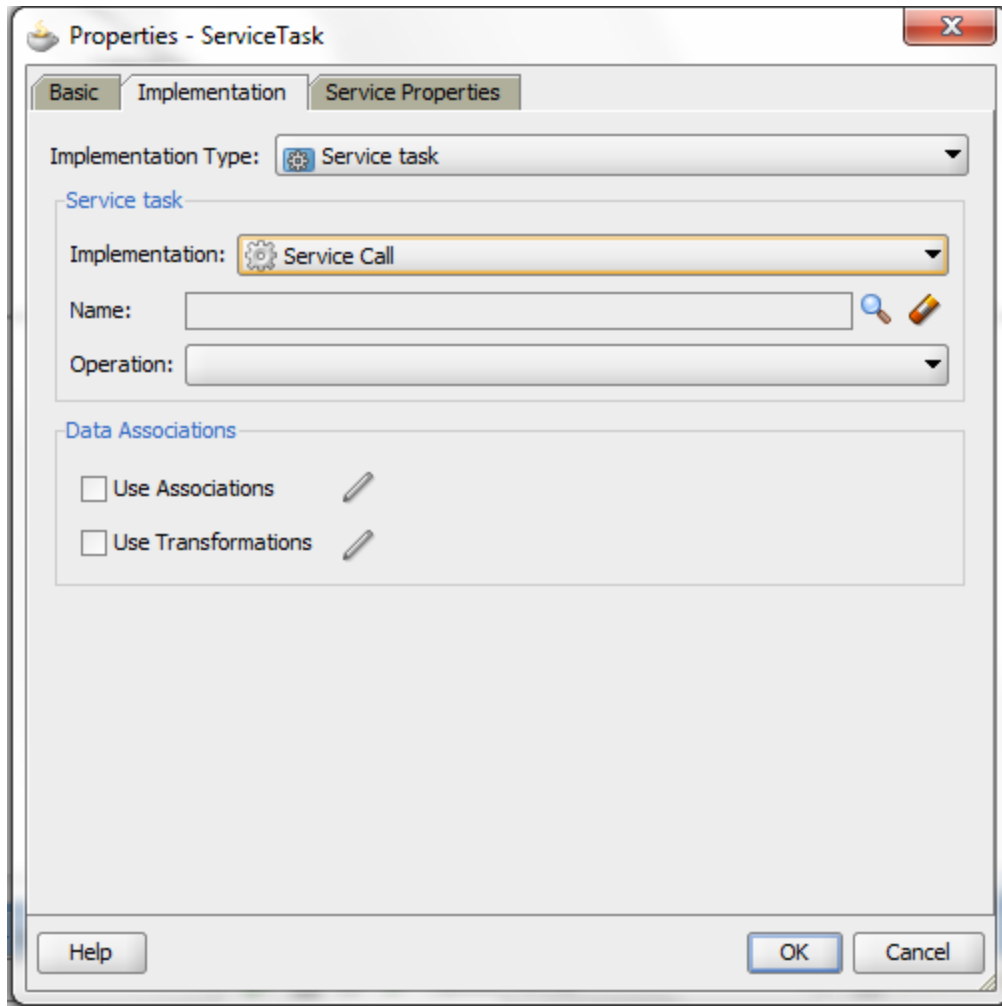 Properties - ServiceTask
Basic Implementation Service Properties
Implementation Type: Service task
Service task
Implementation: Service Call
Name:
Operation:
Data Associations
Use Associations
Use Transformations
Help OK Cancel